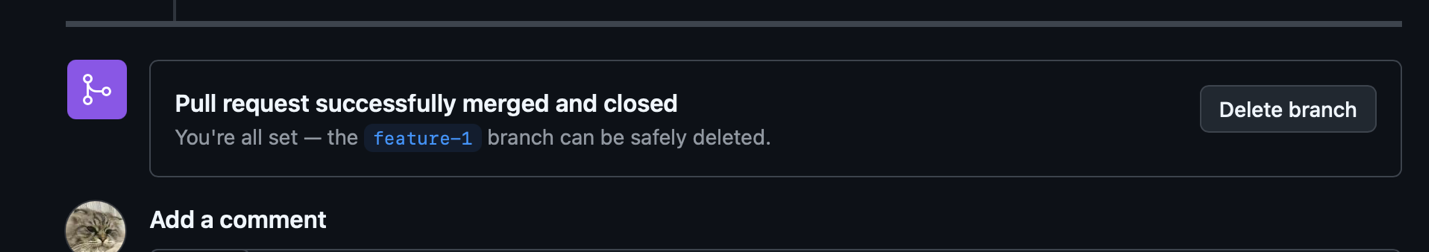 Pull request successfully merged and closed
You're all set — the feature-1 branch can be safely deleted.
Delete branch
Add a comment